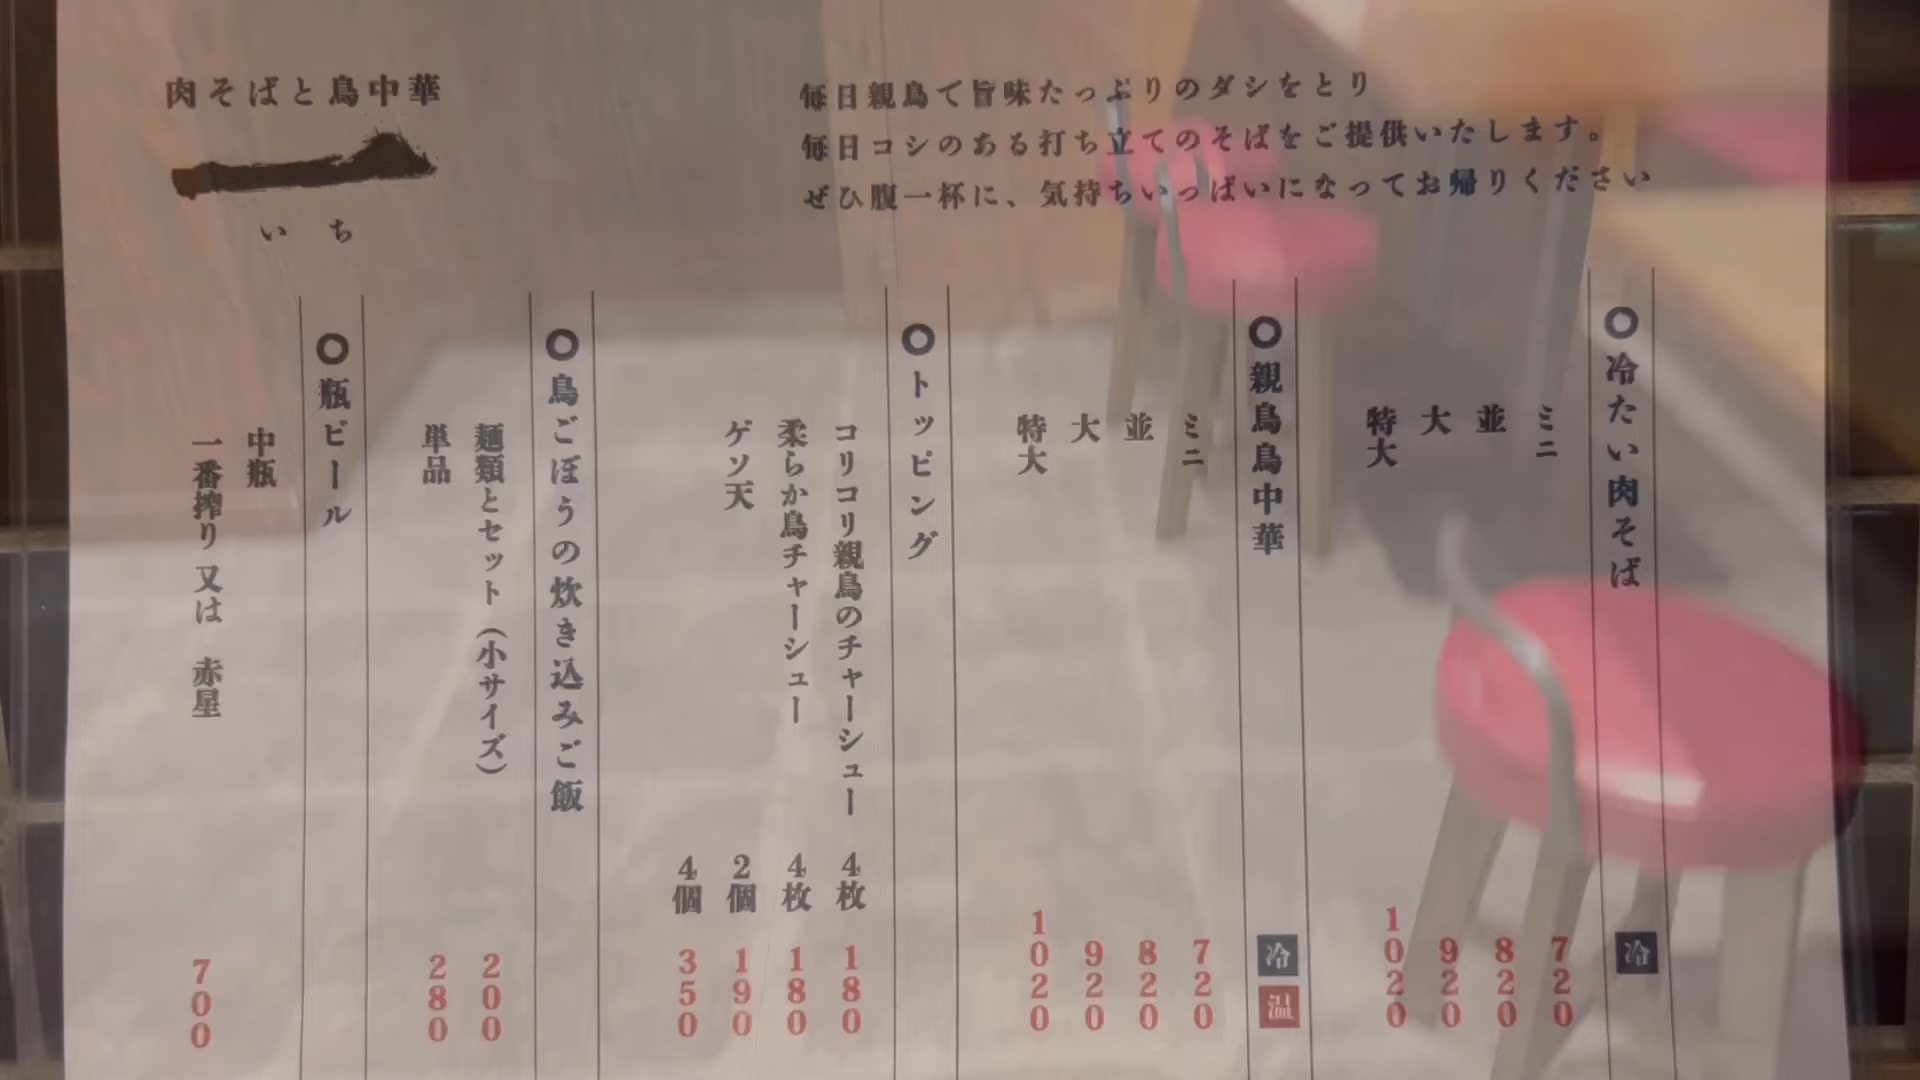 肉そばと鳥中華
一
いち
毎日親鳥で旨味たっぷりのダシをとり
毎日コシのある打ち立てのそばをご提供いたします。
ぜひ腹一杯に、気持ちいっぱいになってお帰りください
○冷たい肉そば 冷
ミニ 720
並 820
大 920
特大 1020
○親鳥鳥中華 冷 温
ミニ 720
並 820
大 920
特大 1020
○トッピング
コリコリ親鳥のチャーシュー 4枚 180
柔らか鳥チャーシュー 4枚 180
ゲソ天 2個 190
4個 350
○鳥ごぼうの炊き込みご飯
麺類とセット(小サイズ) 200
単品 280
○瓶ビール
中瓶
一番搾り又は 赤星 700